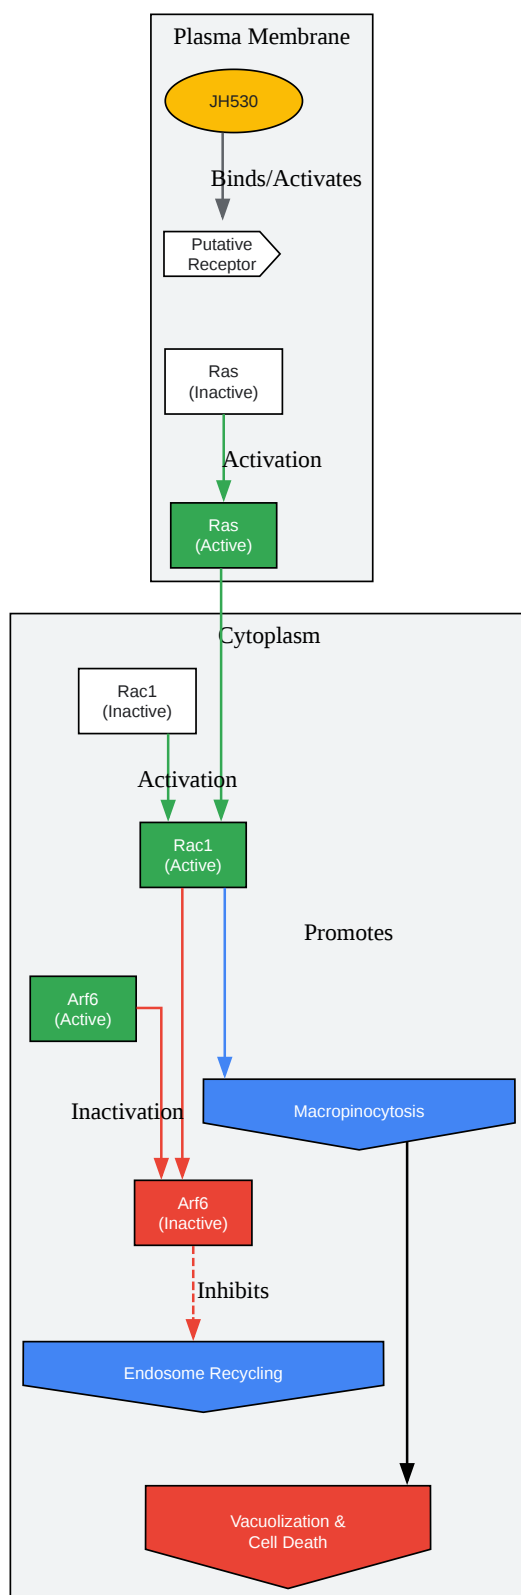 Plasma Membrane
JH530
Binds/Activates
Putative
Receptor
Ras
(Inactive)
Activation
Ras
(Active)
Cytoplasm
Rac1
(Inactive)
Activation
Rac1
(Active)
Promotes
Arf6
(Active)
Inactivation
Macropinocytosis
Arf6
(Inactive)
Inhibits
Endosome Recycling
Vacuolization &
Cell Death